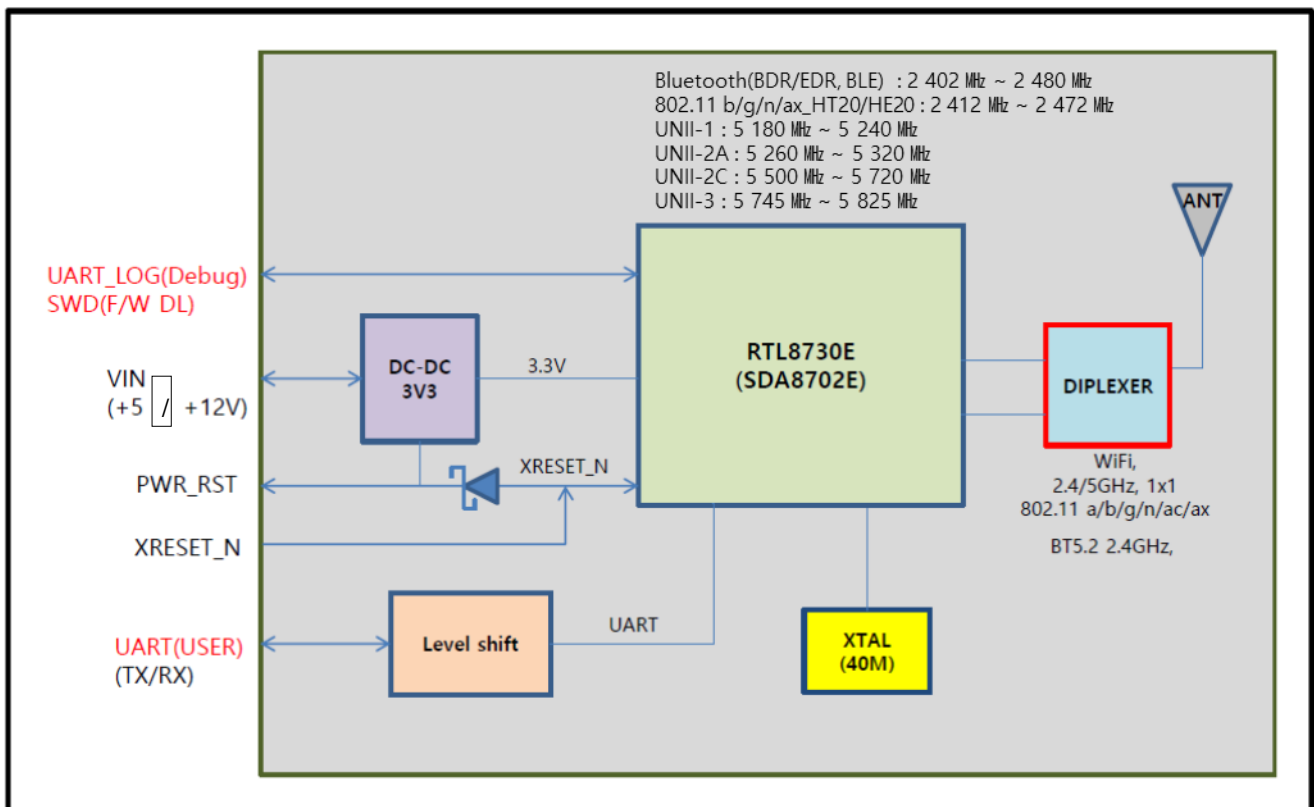 Bluetooth(BDR/EDR, BLE) : 2 402 ㎒ ~ 2 480 ㎒
802.11 b/g/n/ax_HT20/HE20 : 2 412 ㎒ ~ 2 472 ㎒
UNII-1 : 5 180 ㎒ ~ 5 240 ㎒
UNII-2A : 5 260 ㎒ ~ 5 320 ㎒
UNII-2C : 5 500 ㎒ ~ 5 720 ㎒
UNII-3 : 5 745 ㎒ ~ 5 825 ㎒
ANT
UART_LOG(Debug)
SWD(F/W DL)
VIN
(+5 / +12V)
DC-DC
3V3
3.3V
RTL8730E
(SDA8702E)
DIPLEXER
WiFi,
2.4/5GHz, 1x1
802.11 a/b/g/n/ac/ax
BT5.2 2.4GHz,
PWR_RST
XRESET_N
XRESET_N
UART(USER)
(TX/RX)
Level shift
UART
XTAL
(40M)